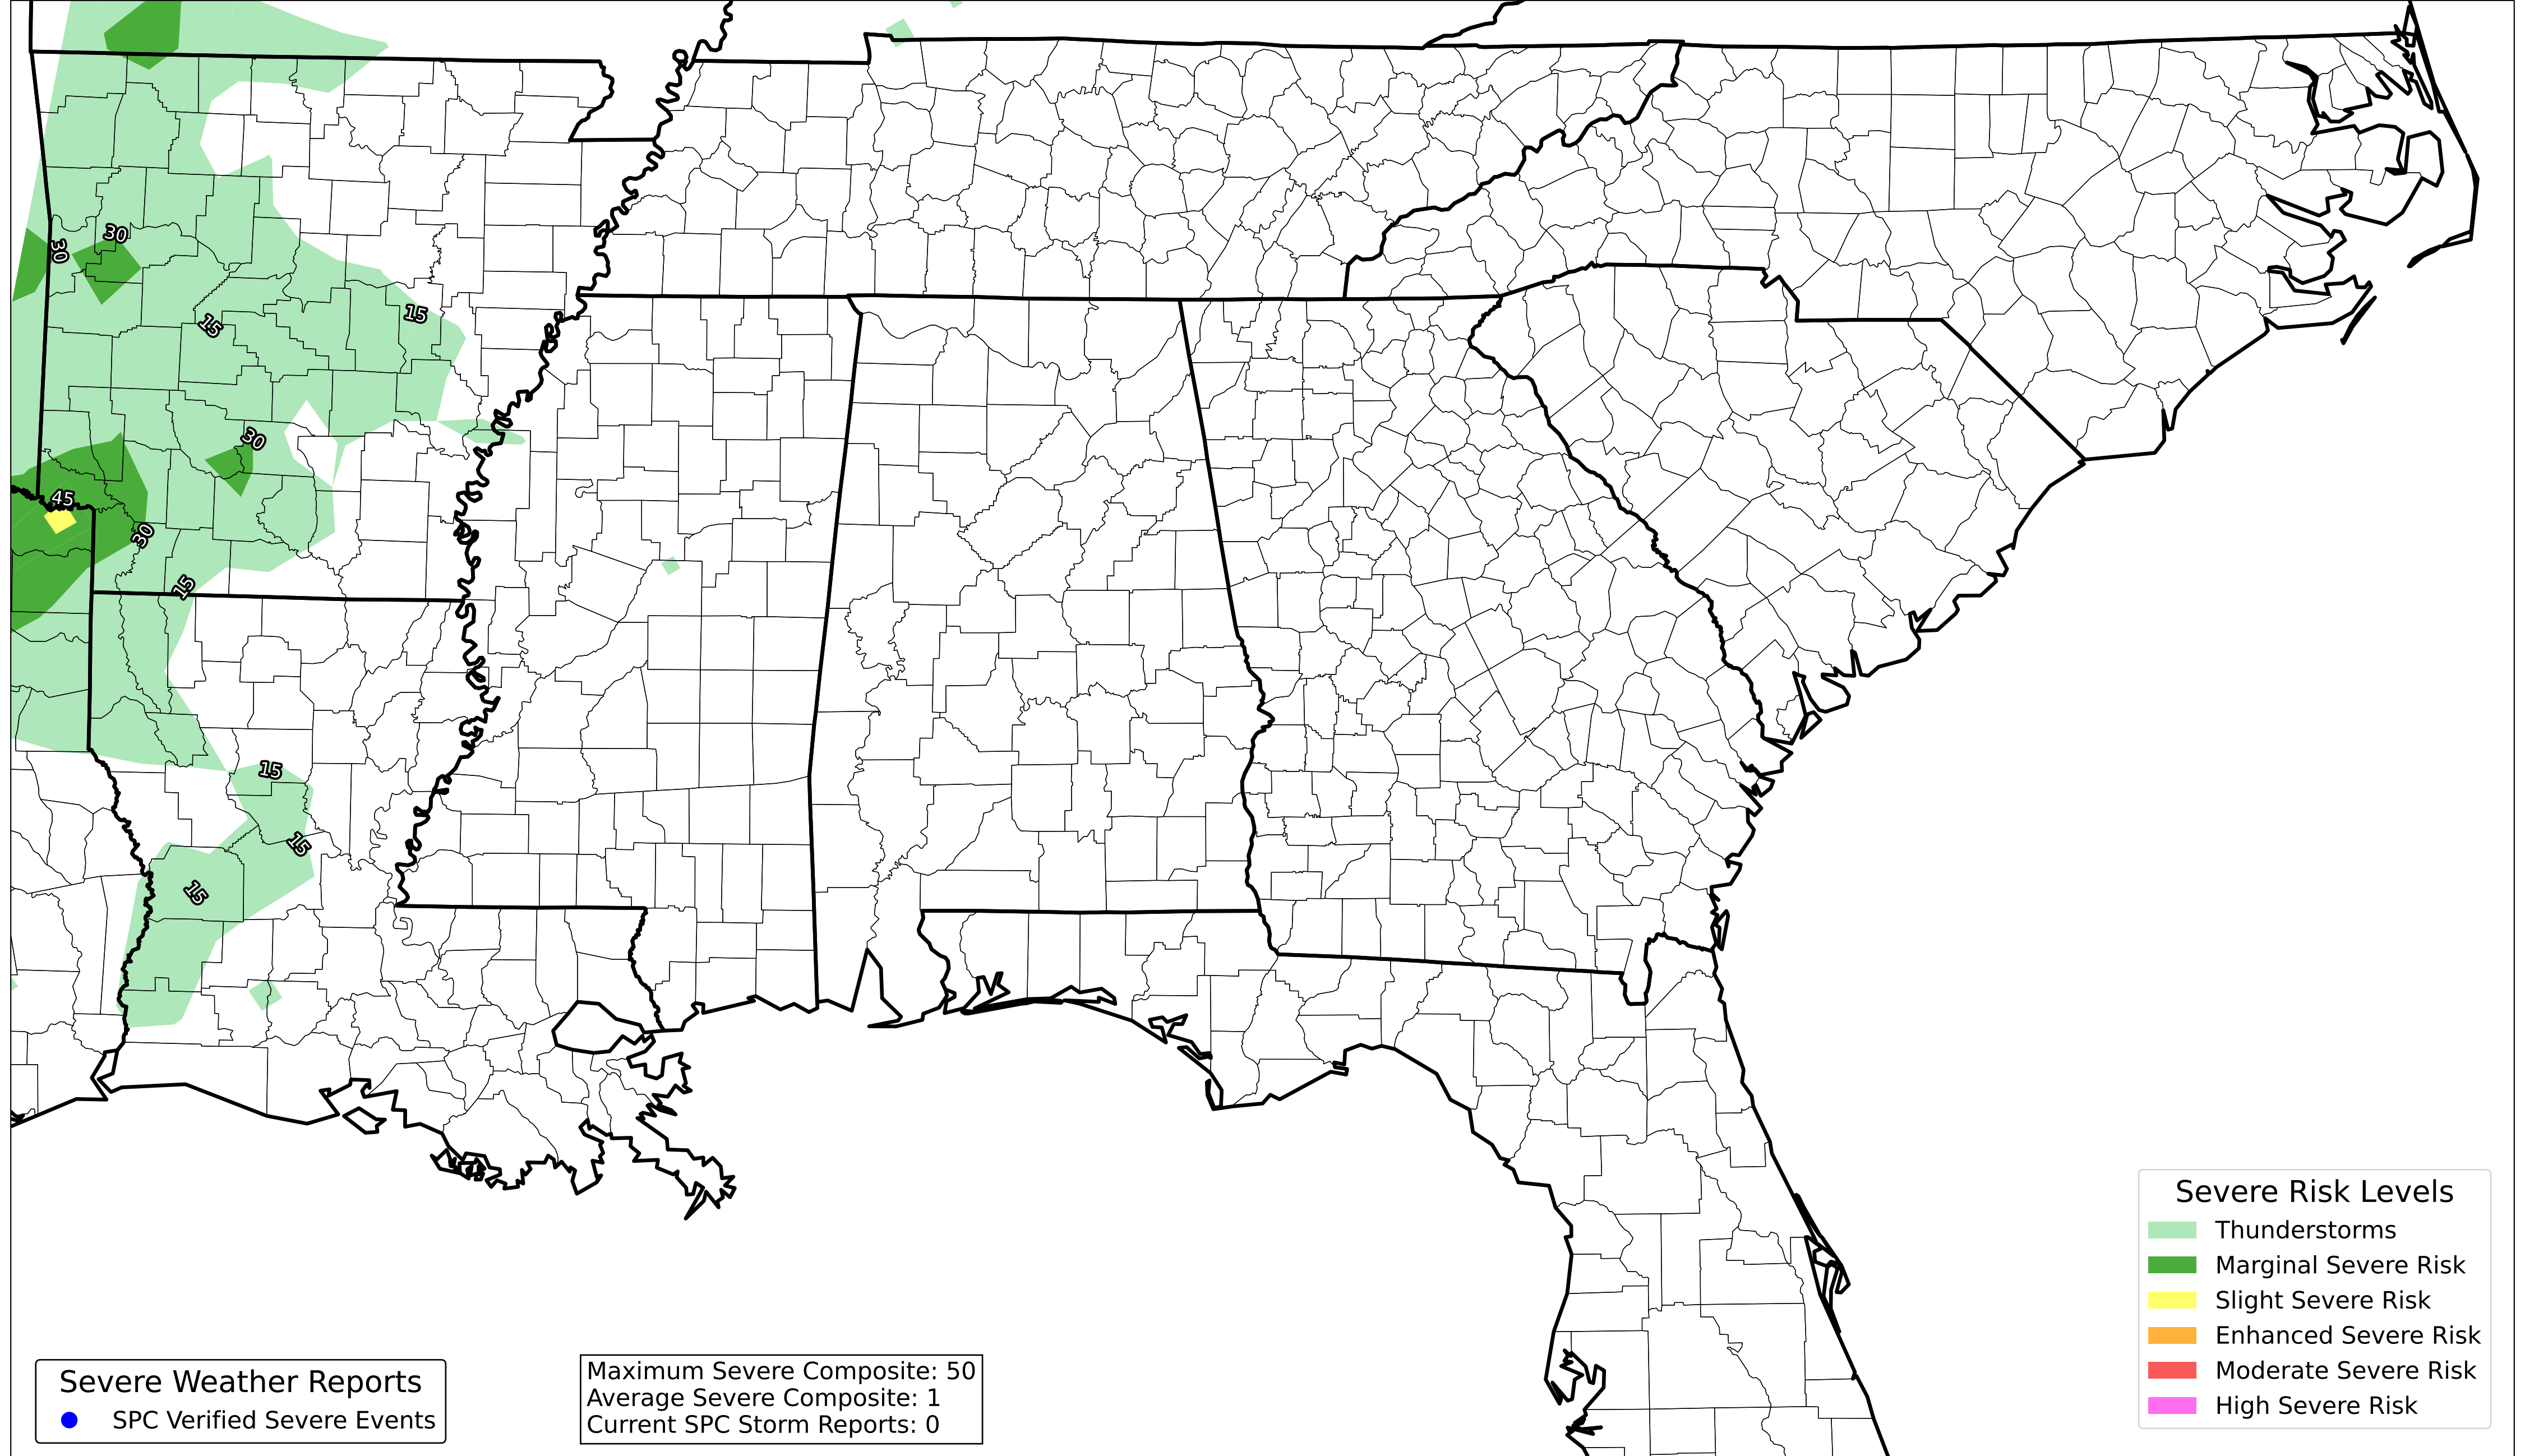 30
30
15
15
30
45
30
15
15
15
15
Severe Risk Levels
Thunderstorms
Marginal Severe Risk
Slight Severe Risk
Enhanced Severe Risk
Moderate Severe Risk
High Severe Risk
Severe Weather Reports
SPC Verified Severe Events
Maximum Severe Composite: 50
Average Severe Composite: 1
Current SPC Storm Reports: 0